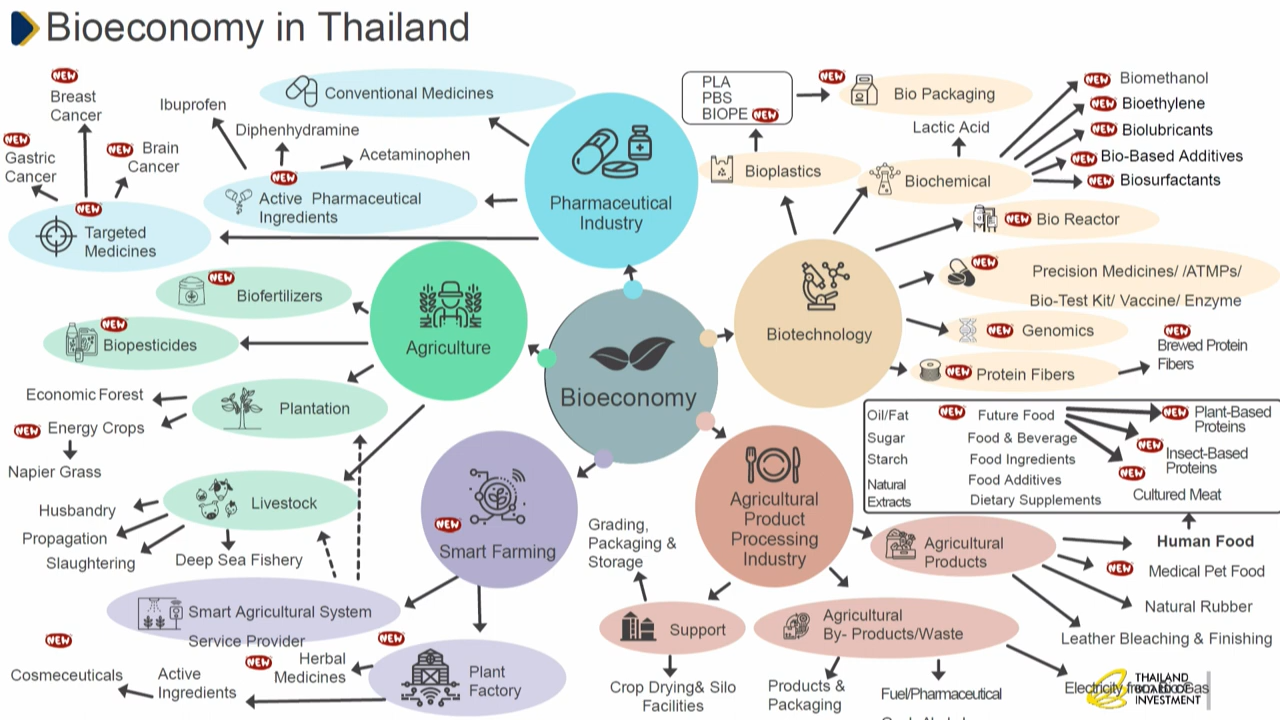 Bioeconomy in Thailand
NEW
Breast
Cancer
NEW
Gastric
Cancer
NEW
Brain
Cancer
NEW
Targeted
Medicines
Ibuprofen
Diphenhydramine
Acetaminophen
NEW
Active Pharmaceutical
Ingredients
Conventional Medicines
Pharmaceutical
Industry
PLA
PBS
BIOPE NEW
NEW
Bio Packaging
Lactic Acid
Bioplastics
Biochemical
NEW Biomethanol
NEW Bioethylene
NEW Biolubricants
NEW Bio-Based Additives
NEW Biosurfactants
NEW Bio Reactor
NEW
Precision Medicines/ /ATMPs/
Bio-Test Kit/ Vaccine/ Enzyme
NEW Genomics
NEW Protein Fibers
NEW
Brewed Protein
Fibers
Biotechnology
Bioeconomy
Agriculture
NEW
Biofertilizers
NEW
Biopesticides
Plantation
Economic Forest
NEW Energy Crops
Napier Grass
Livestock
Husbandry
Propagation
Slaughtering
Deep Sea Fishery
NEW
Smart Farming
Smart Agricultural System
Service Provider
NEW
Plant
Factory
NEW
Herbal
Medicines
Active
Ingredients
NEW
Cosmeceuticals
Agricultural
Product
Processing
Industry
Oil/Fat
Sugar
Starch
Natural
Extracts
NEW Future Food
Food & Beverage
Food Ingredients
Food Additives
Dietary Supplements
NEW Plant-Based
Proteins
NEW
Insect-Based
Proteins
NEW
Cultured Meat
Agricultural
Products
Human Food
NEW Medical Pet Food
Natural Rubber
Leather Bleaching & Finishing
Grading,
Packaging &
Storage
Support
Crop Drying& Silo
Facilities
Agricultural
By- Products/Waste
Products &
Packaging
Fuel/Pharmaceutical
Electricity from
THAILAND
BOARD OF
INVESTMENT